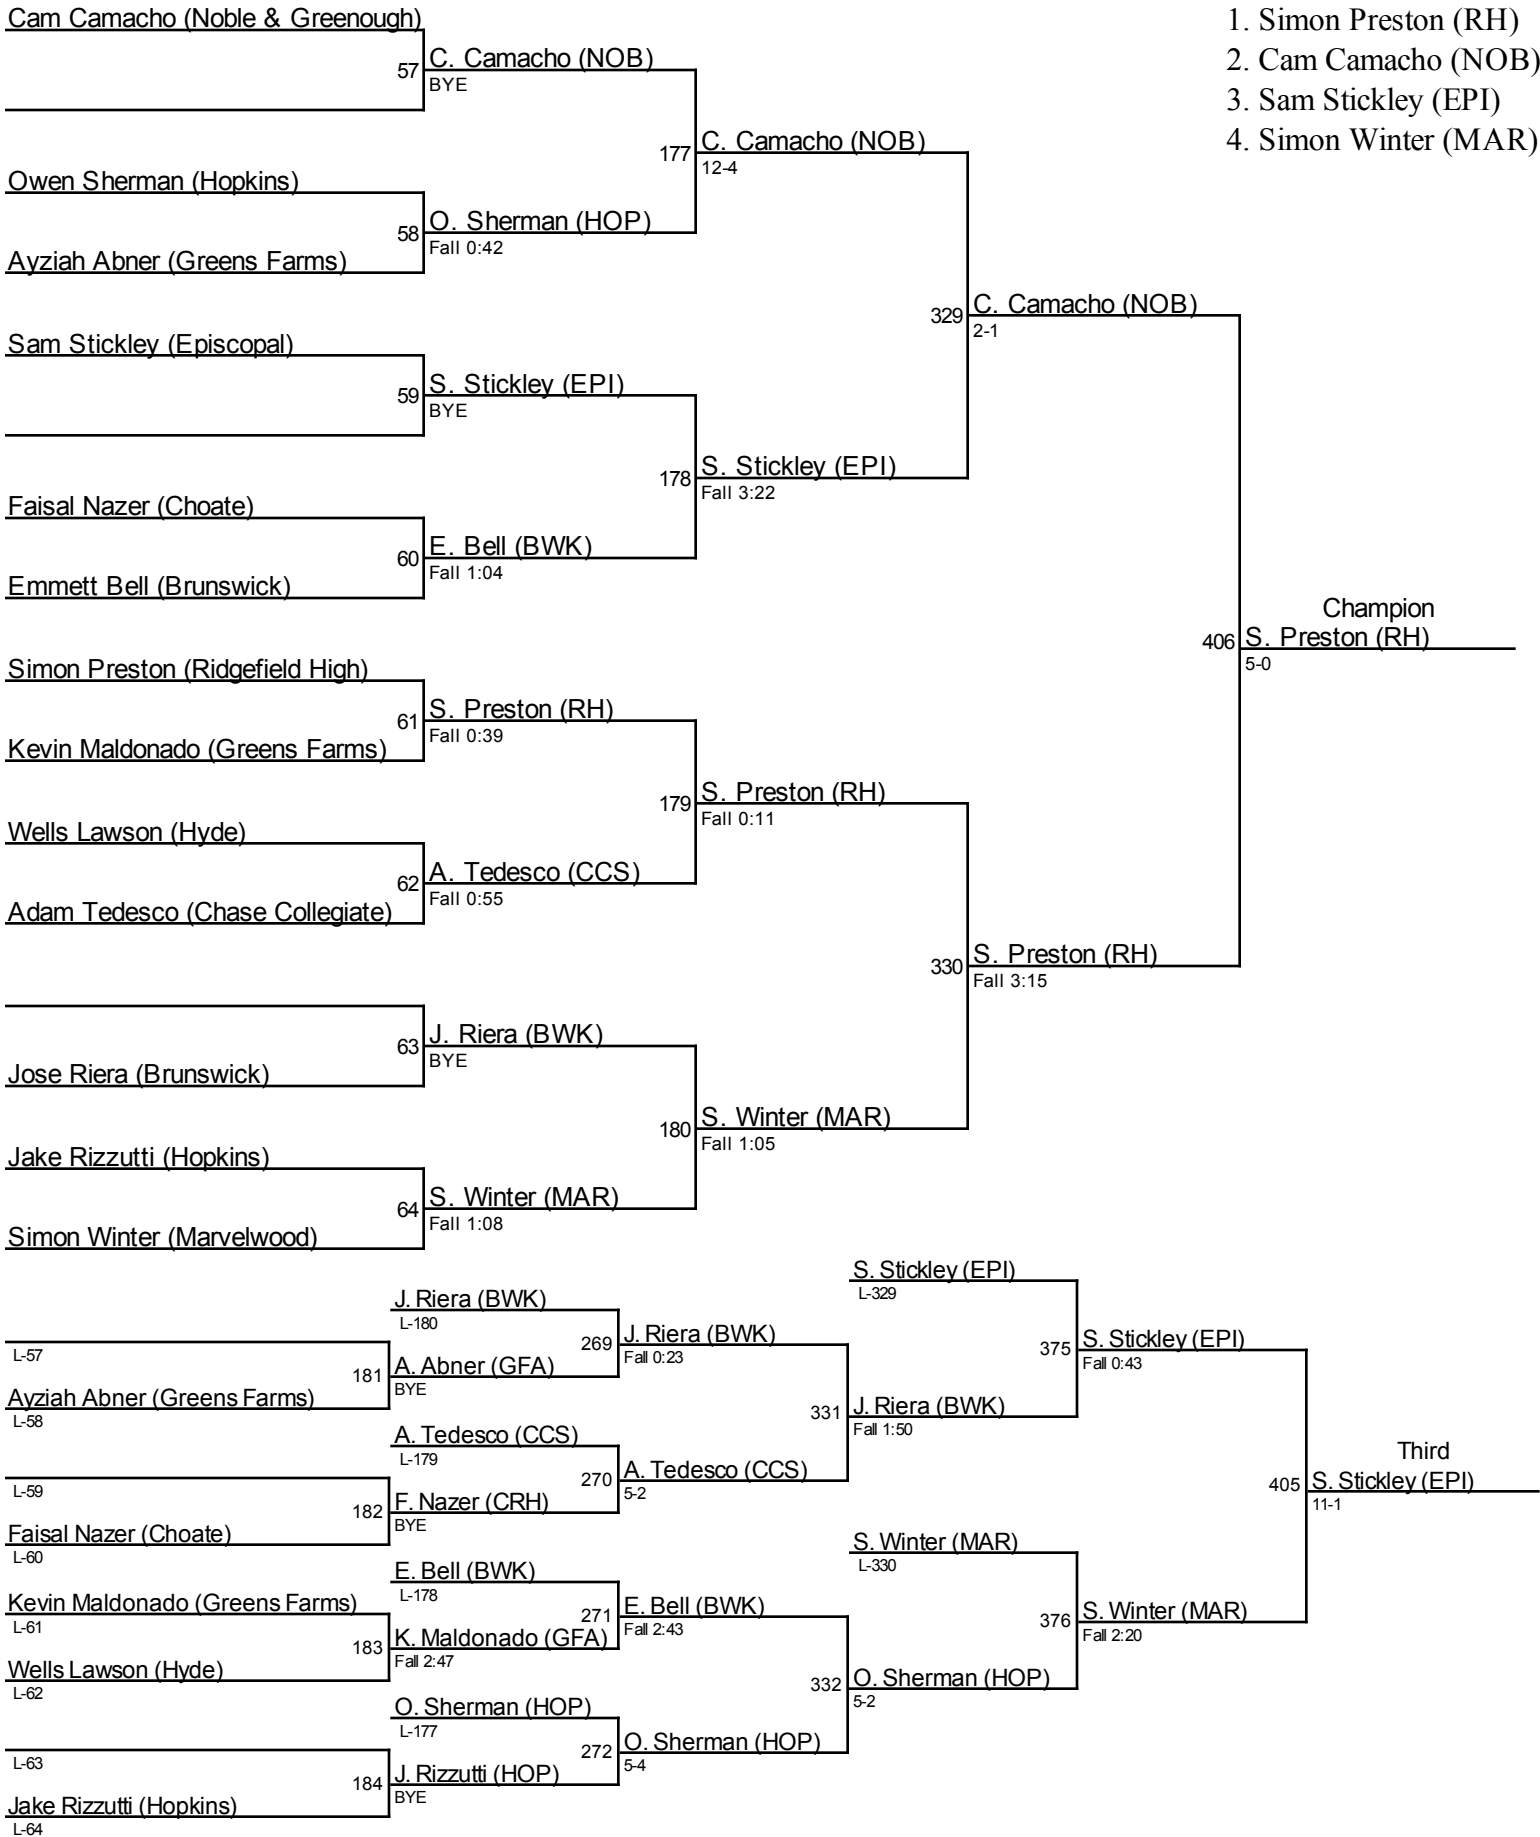 Cam Camacho (Noble & Greenough)
57
C. Camacho (NOB)
BYE
177
C. Camacho (NOB)
12-4
Owen Sherman (Hopkins)
58
O. Sherman (HOP)
Fall 0:42
Ayziah Abner (Greens Farms)
329
C. Camacho (NOB)
2-1
Sam Stickley (Episcopal)
59
S. Stickley (EPI)
BYE
178
S. Stickley (EPI)
Fall 3:22
Faisal Nazer (Choate)
60
E. Bell (BWK)
Fall 1:04
Emmett Bell (Brunswick)
Champion
406
S. Preston (RH)
5-0
Simon Preston (Ridgefield High)
61
S. Preston (RH)
Fall 0:39
Kevin Maldonado (Greens Farms)
179
S. Preston (RH)
Fall 0:11
Wells Lawson (Hyde)
62
A. Tedesco (CCS)
Fall 0:55
Adam Tedesco (Chase Collegiate)
330
S. Preston (RH)
Fall 3:15
63
J. Riera (BWK)
BYE
Jose Riera (Brunswick)
180
S. Winter (MAR)
Fall 1:05
Jake Rizzutti (Hopkins)
64
S. Winter (MAR)
Fall 1:08
Simon Winter (Marvelwood)
1. Simon Preston (RH)
2. Cam Camacho (NOB)
3. Sam Stickley (EPI)
4. Simon Winter (MAR)
S. Stickley (EPI)
L-329
J. Riera (BWK)
L-180
269
J. Riera (BWK)
Fall 0:23
375
S. Stickley (EPI)
Fall 0:43
L-57
181
A. Abner (GFA)
BYE
Ayziah Abner (Greens Farms)
L-58
331
J. Riera (BWK)
Fall 1:50
A. Tedesco (CCS)
L-179
270
A. Tedesco (CCS)
5-2
L-59
182
F. Nazer (CRH)
BYE
Faisal Nazer (Choate)
L-60
Third
405
S. Stickley (EPI)
11-1
S. Winter (MAR)
L-330
E. Bell (BWK)
L-178
271
E. Bell (BWK)
Fall 2:43
376
S. Winter (MAR)
Fall 2:20
Kevin Maldonado (Greens Farms)
L-61
183
K. Maldonado (GFA)
Fall 2:47
Wells Lawson (Hyde)
L-62
332
O. Sherman (HOP)
5-2
O. Sherman (HOP)
L-177
272
O. Sherman (HOP)
5-4
L-63
184
J. Rizzutti (HOP)
BYE
Jake Rizzutti (Hopkins)
L-64